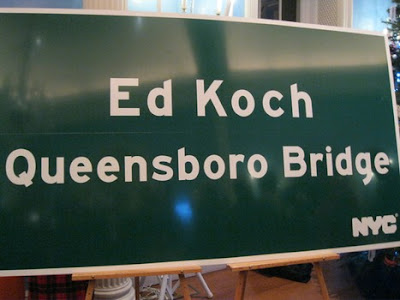 Ed Koch
Queensboro Bridge
NYC